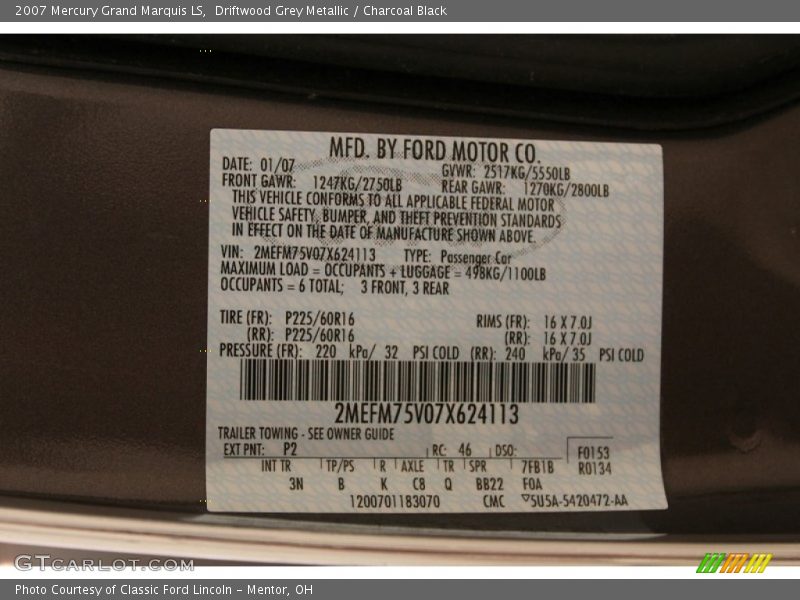 2007 Mercury Grand Marquis LS,  Driftwood Grey Metallic / Charcoal Black
MFD. BY FORD MOTOR CO.
DATE: 01/07 GVWR: 2517KG/5550LB
FRONT GAWR: 1247KG/2750LB REAR GAWR: 1270KG/2800LB
THIS VEHICLE CONFORMS TO ALL APPLICABLE FEDERAL MOTOR
VEHICLE SAFETY, BUMPER, AND THEFT PREVENTION STANDARDS
IN EFFECT ON THE DATE OF MANUFACTURE SHOWN ABOVE.
VIN: 2MEFM75V07X624113 TYPE: Passenger Car
MAXIMUM LOAD = OCCUPANTS + LUGGAGE = 498KG/1100LB
OCCUPANTS = 6 TOTAL; 3 FRONT, 3 REAR
TIRE (FR): P225/60R16 RIMS (FR): 16 X 7.0J
(RR): P225/60R16 (RR): 16 X 7.0J
PRESSURE (FR): 220 kPa/ 32 PSI COLD (RR): 240 kPa/ 35 PSI COLD
2MEFM75V07X624113
TRAILER TOWING - SEE OWNER GUIDE
EXT PNT: P2 RC: 46 DSO: F0153
INT TR TP/PS R AXLE TR SPR 7FB1B R0134
3N B K C8 Q BB22 F0A
1200701183070 CMC 5U5A-5420472-AA
GTCARLOT.COM
Photo Courtesy of Classic Ford Lincoln - Mentor, OH